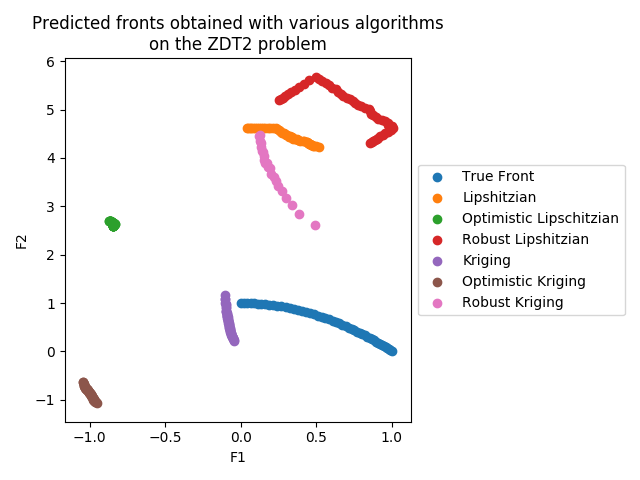 Predicted fronts obtained with various algorithms
on the ZDT2 problem
6
5
4
3
2
1
0
−1
F2
−1.0 −0.5 0.0 0.5 1.0
F1
True Front
Lipshitzian
Optimistic Lipschitzian
Robust Lipshitzian
Kriging
Optimistic Kriging
Robust Kriging